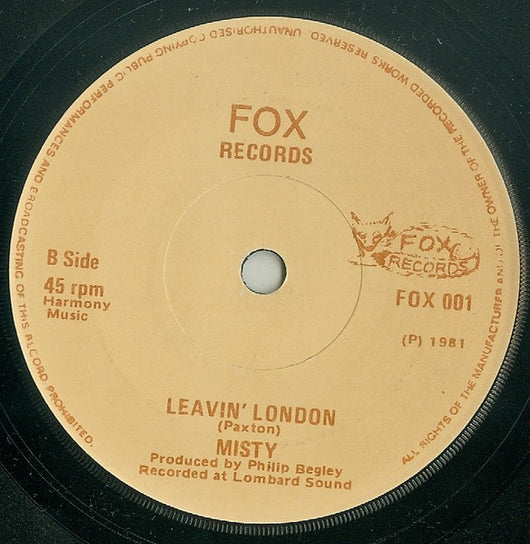 ALL RIGHTS OF THE MANUFACTURER AND OF THE OWNER OF THE RECORDED WORKS RESERVED. UNAUTHORISED COPYING PUBLIC PERFORMANCES AND BROADCASTING OF THIS RECORD PROHIBITED.
FOX
RECORDS
FOX
RECORDS
B Side
45 rpm
Harmony
Music
FOX 001
(P) 1981
LEAVIN' LONDON
(Paxton)
MISTY
Produced by Philip Begley
Recorded at Lombard Sound